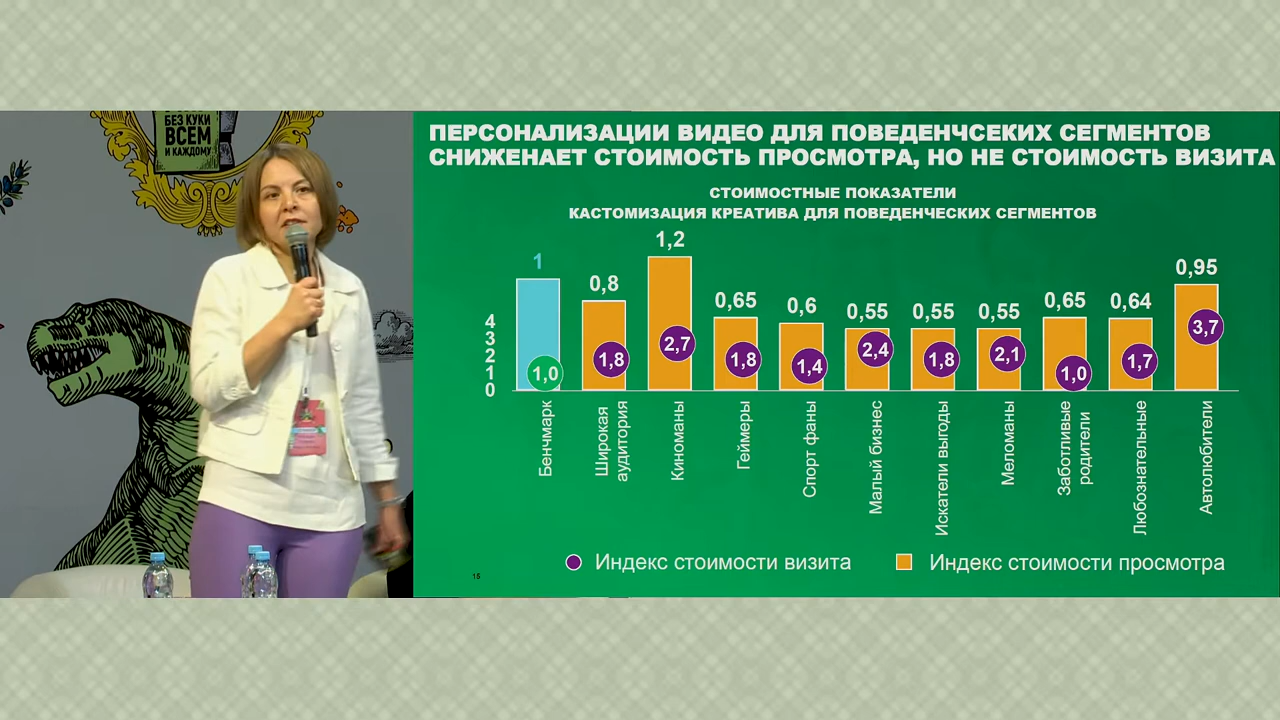 БЕЗ КУКИ
ВСЕМ
И КАЖДОМУ
ПЕРСОНАЛИЗАЦИИ ВИДЕО ДЛЯ ПОВЕДЕНЧСЕКИХ СЕГМЕНТОВ
СНИЖЕНАЕТ СТОИМОСТЬ ПРОСМОТРА, НО НЕ СТОИМОСТЬ ВИЗИТА
СТОИМОСТНЫЕ ПОКАЗАТЕЛИ
КАСТОМИЗАЦИЯ КРЕАТИВА ДЛЯ ПОВЕДЕНЧЕСКИХ СЕГМЕНТОВ
1 0,8 1,2 0,65 0,6 0,55 0,55 0,55 0,65 0,64 0,95
4
3
2
1
0
1,0 1,8 2,7 1,8 1,4 2,4 1,8 2,1 1,0 1,7 3,7
Бенчмарк
Широкая
аудитория
Киноманы
Геймеры
Спорт фаны
Малый бизнес
Искатели выгоды
Меломаны
Заботливые
родители
Любознательные
Автолюбители
Индекс стоимости визита
Индекс стоимости просмотра
15